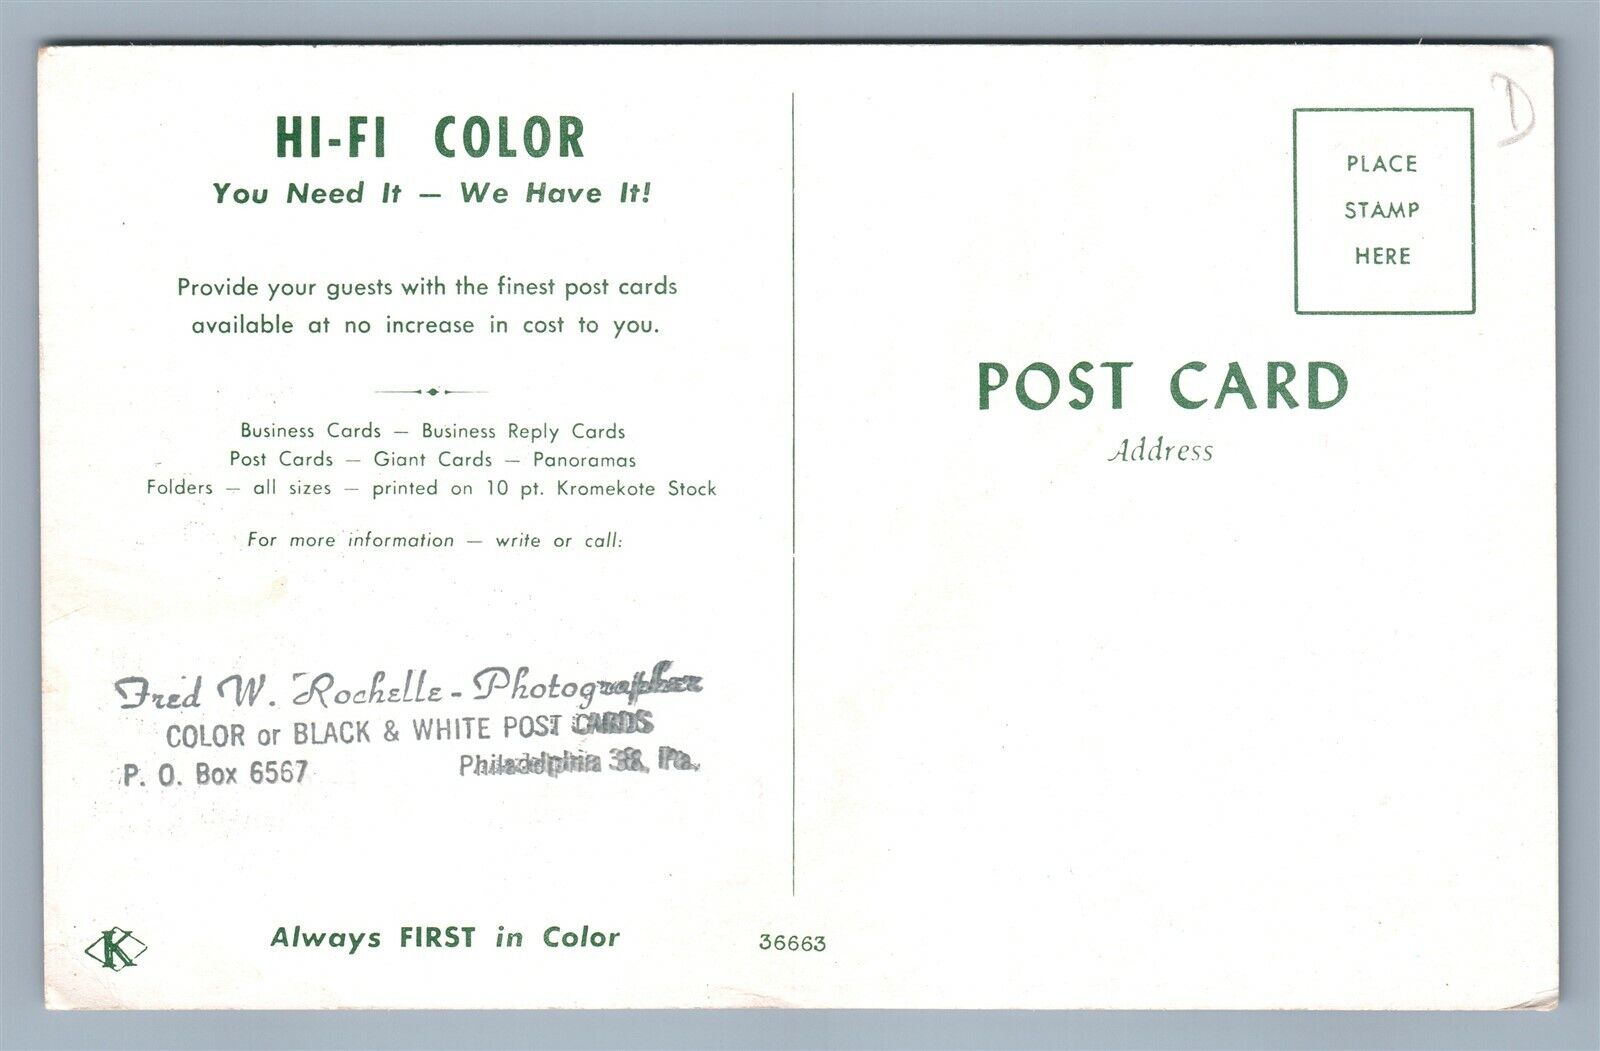 HI-FI COLOR
You Need It — We Have It!
Provide your guests with the finest post cards
available at no increase in cost to you.
Business Cards — Business Reply Cards
Post Cards — Giant Cards — Panoramas
Folders — all sizes — printed on 10 pt. Kromekote Stock
For more information — write or call:
Fred W. Rochelle - Photographer
COLOR or BLACK & WHITE POST CARDS
P. O. Box 6567 Philadelphia 38, Pa.
K
Always FIRST in Color
36663
PLACE
STAMP
HERE
D
POST CARD
Address